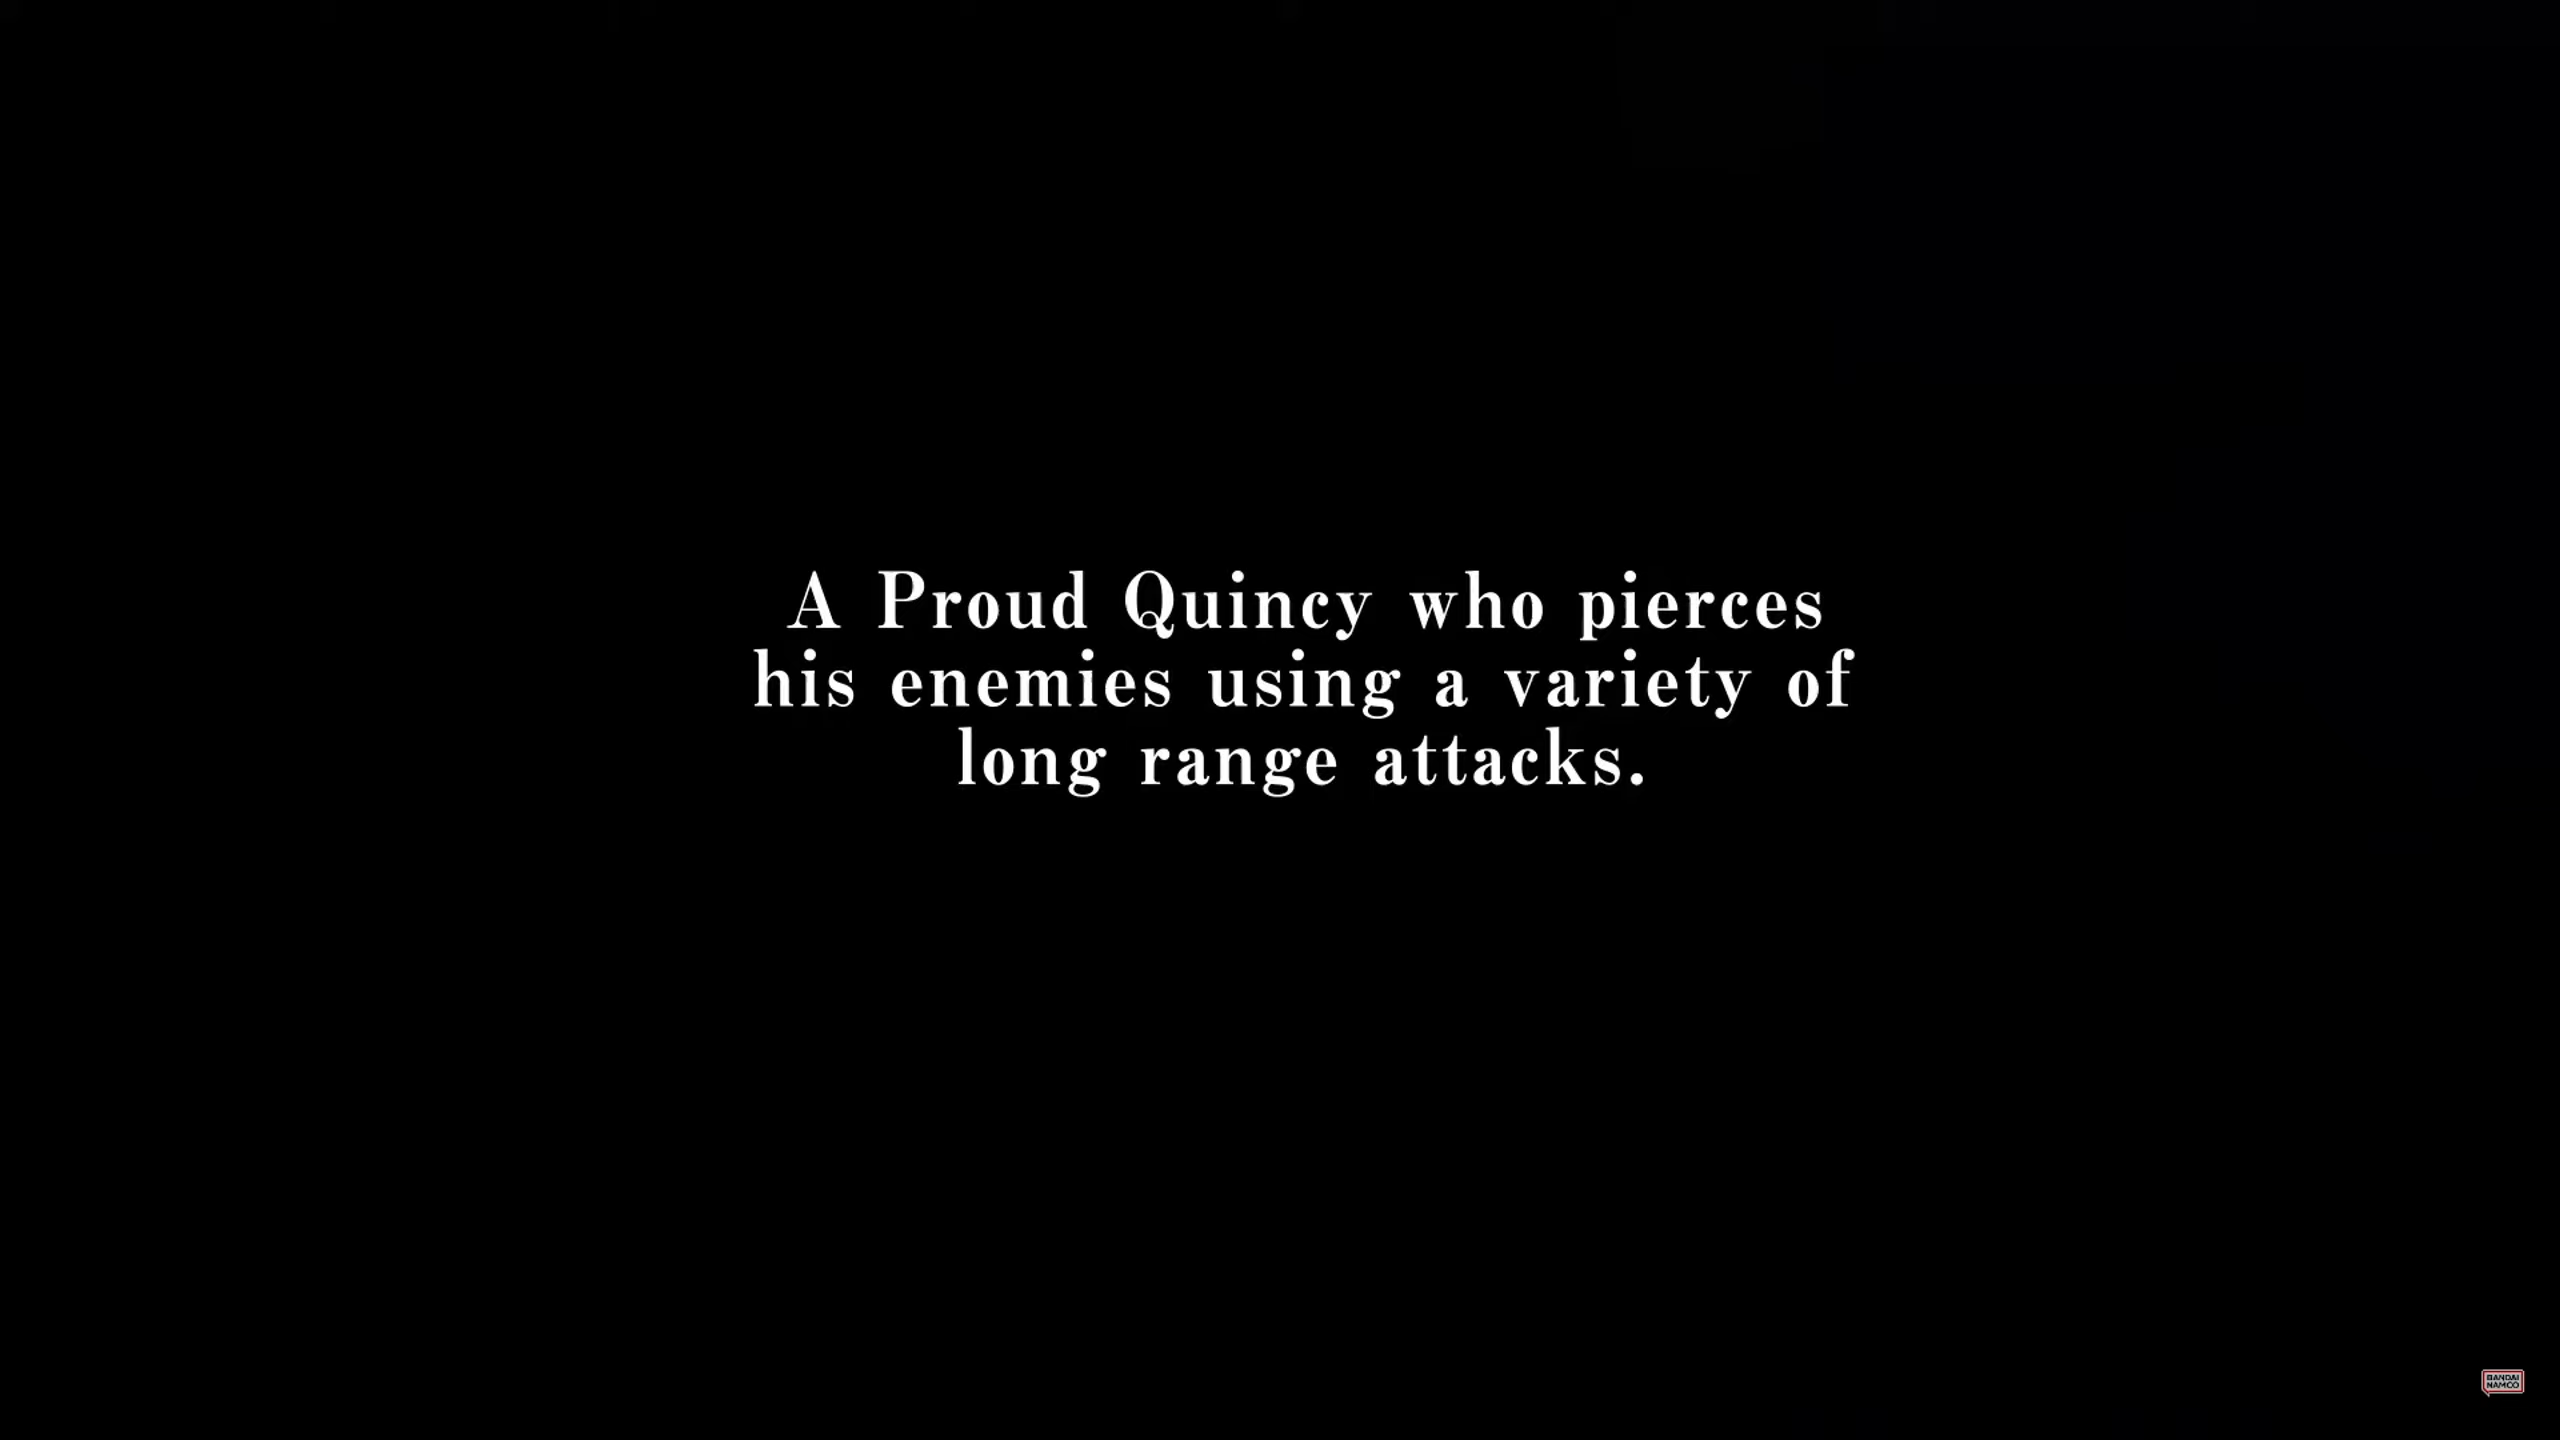 A Proud Quincy who pierces
his enemies using a variety of
long range attacks.
BANDAI
NAMCO